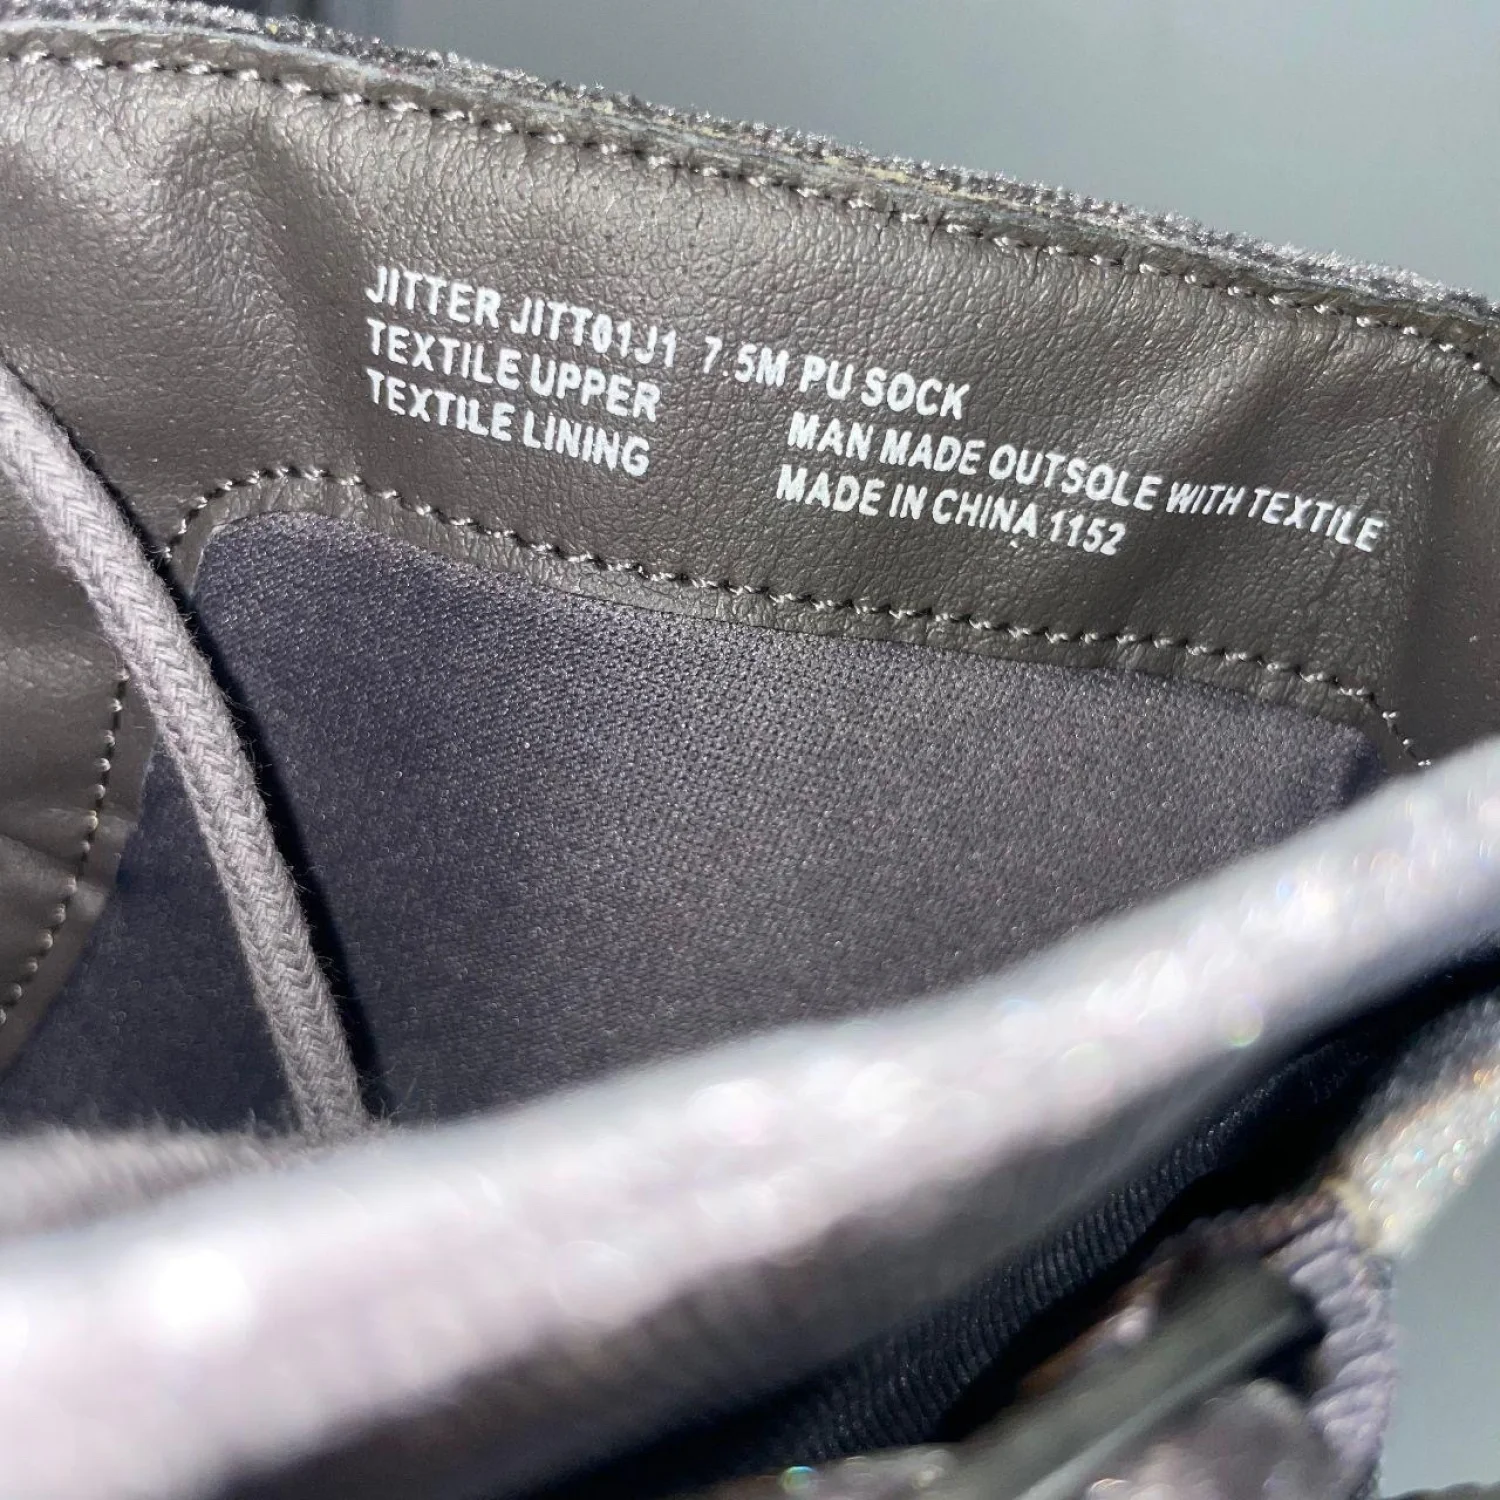 JITTER JITT01J1 7.5M PU SOCK
TEXTILE UPPER MAN MADE OUTSOLE WITH TEXTILE
TEXTILE LINING MADE IN CHINA 1152